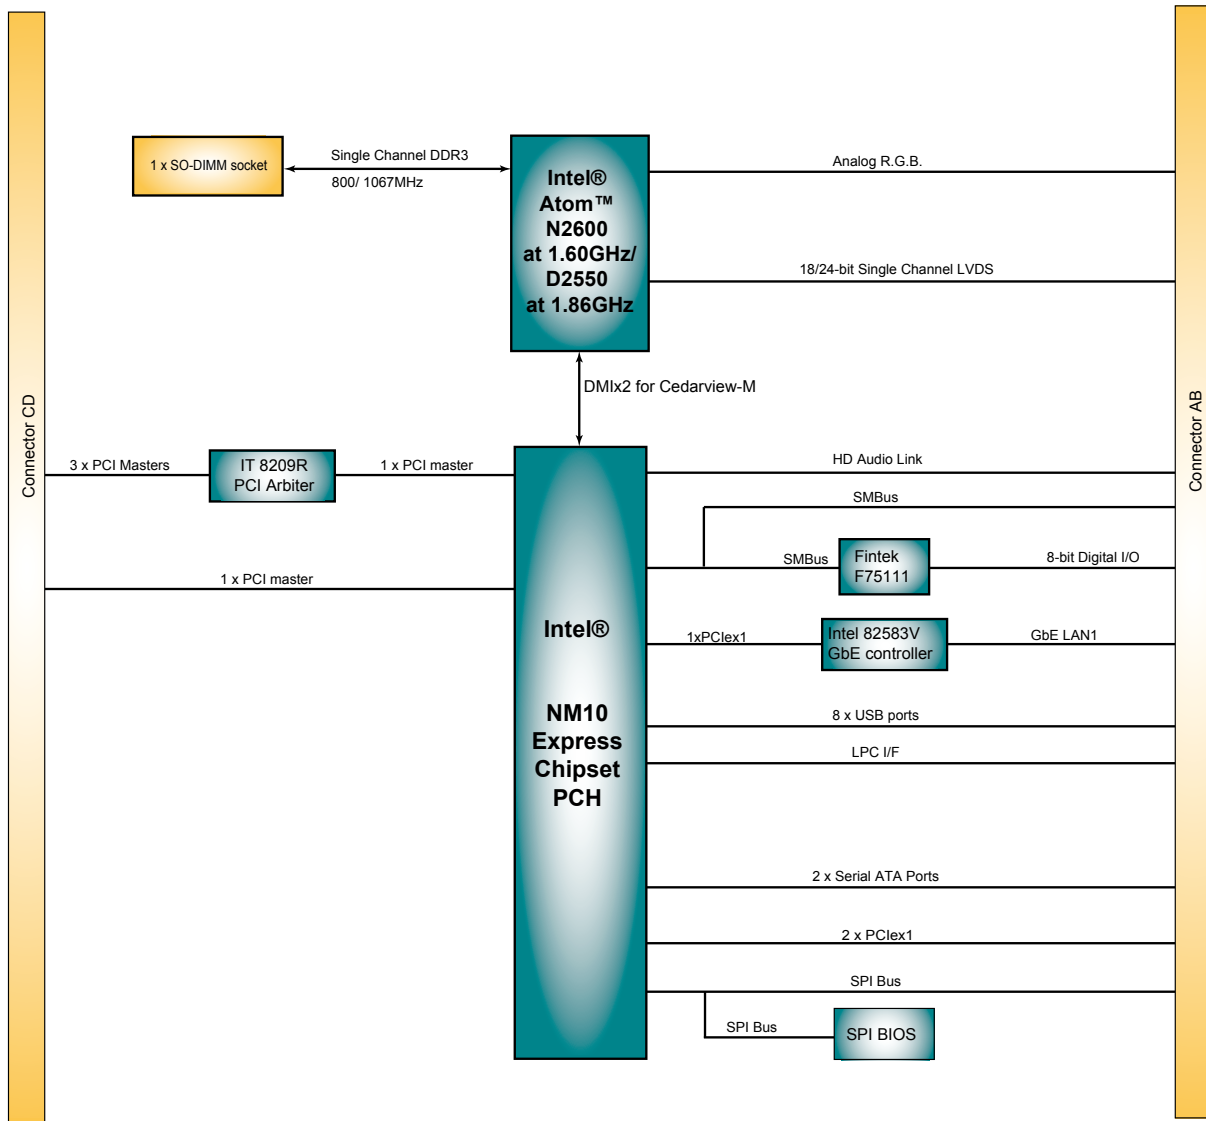 Connector CD
1 x SO-DIMM socket
Single Channel DDR3
800/ 1067MHz
Intel®
Atom™
N2600
at 1.60GHz/
D2550
at 1.86GHz
Analog R.G.B.
18/24-bit Single Channel LVDS
DMIx2 for Cedarview-M
3 x PCI Masters
IT 8209R
PCI Arbiter
1 x PCI master
1 x PCI master
Intel®
NM10
Express
Chipset
PCH
HD Audio Link
SMBus
SMBus
Fintek
F75111
8-bit Digital I/O
1xPCIex1
Intel 82583V
GbE controller
GbE LAN1
8 x USB ports
LPC I/F
2 x Serial ATA Ports
2 x PCIex1
SPI Bus
SPI Bus
SPI BIOS
Connector AB